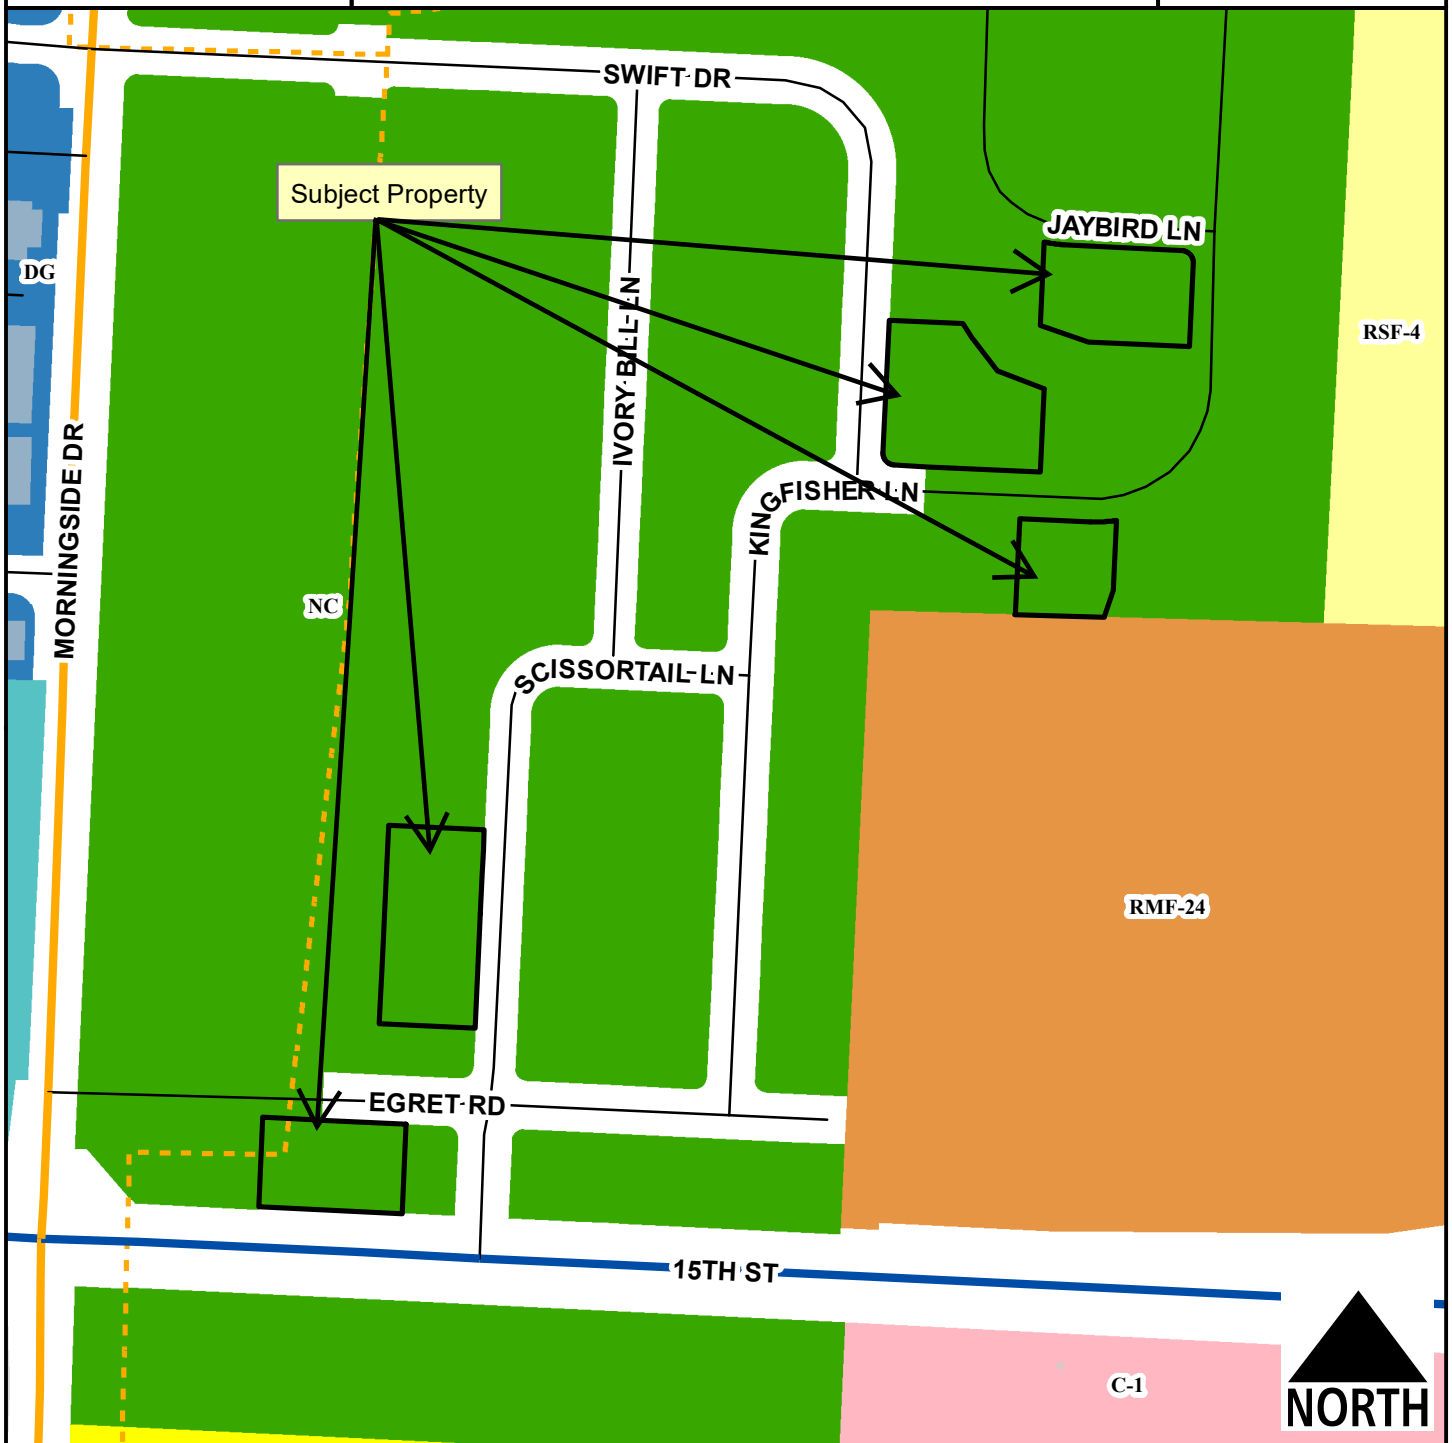 SWIFT DR
Subject Property
JAYBIRD LN
DG
RSF-4
IVORY BILL LN
MORNINGSIDE DR
KINGFISHER LN
NC
SCISSORTAIL LN
RMF-24
EGRET RD
15TH ST
C-1
NORTH